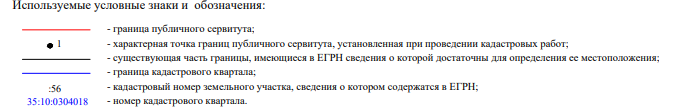 Используемые условные знаки и обозначения:
- граница публичного сервитута;
1 - характерная точка границ публичного сервитута, установленная при проведении кадастровых работ;
- существующая часть границы, имеющиеся в ЕГРН сведения о которой достаточны для определения ее местоположения;
- граница кадастрового квартала;
:56 - кадастровый номер земельного участка, сведения о котором содержатся в ЕГРН;
35:10:0304018 - номер кадастрового квартала.